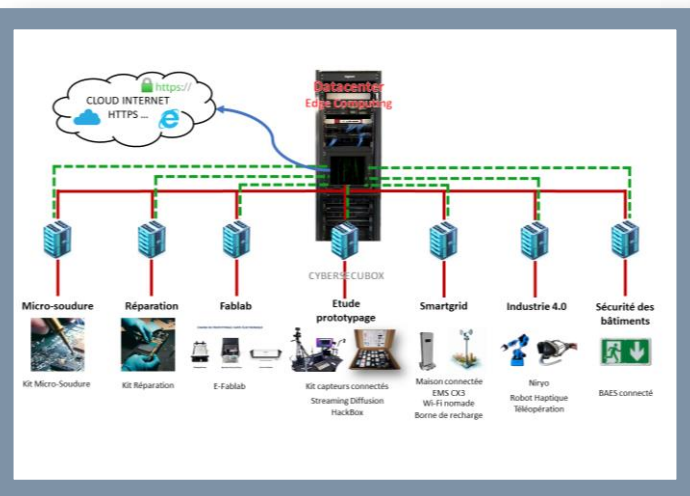 https://
CLOUD INTERNET
HTTPS ...
Datacenter
Edge Computing
CYBERSECUBOX
Micro-soudure
Réparation
Fablab
Etude
prototypage
Smartgrid
Industrie 4.0
Sécurité des
bâtiments
Kit Micro-Soudure
Kit Réparation
E-Fablab
Kit capteurs connectés
Streaming Diffusion
HackBox
Maison connectée
EMS CX3
Wi-Fi nomade
Borne de recharge
Niryo
Robot Haptique
Téléopération
BAES connecté